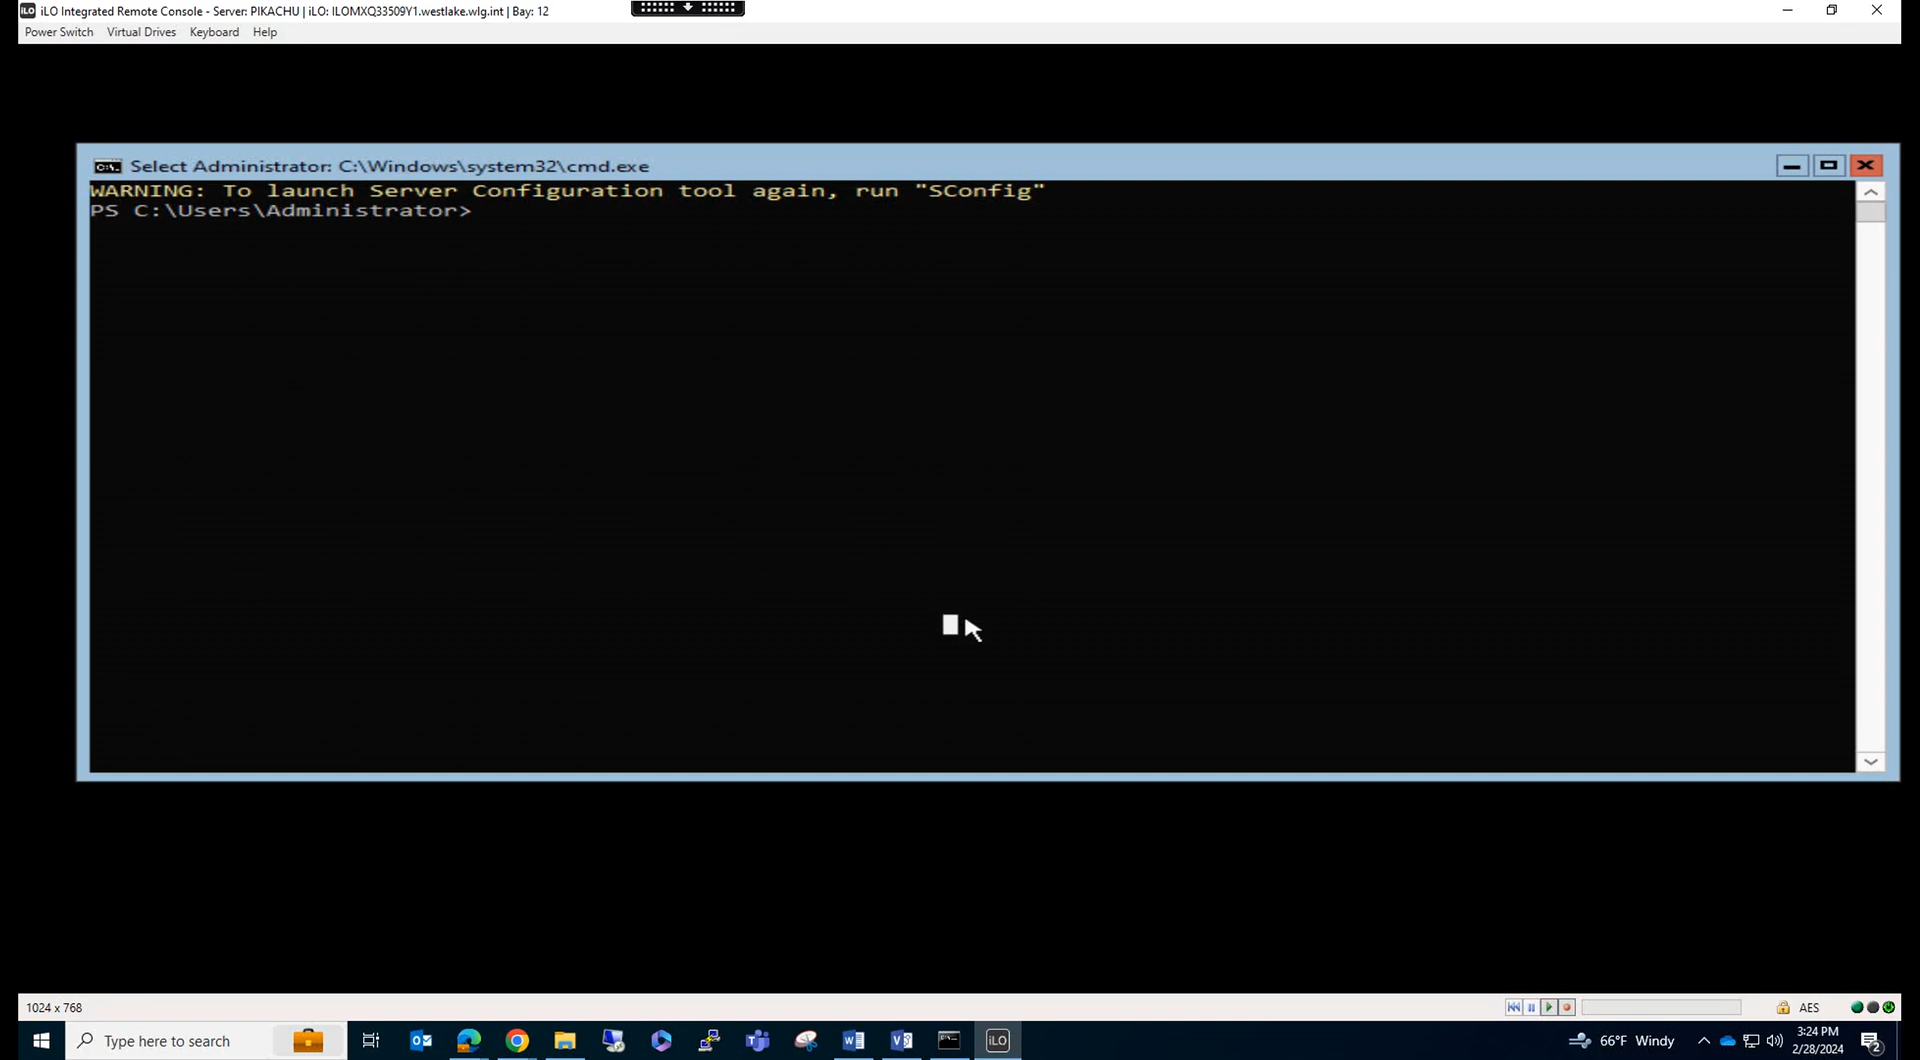 iLO iLO Integrated Remote Console - Server: PIKACHU | iLO: ILOMXQ33509Y1.westlake.wlg.int | Bay: 12
Power Switch Virtual Drives Keyboard Help
C:\. Select Administrator: C:\Windows\system32\cmd.exe
WARNING: To launch Server Configuration tool again, run "SConfig"
PS C:\Users\Administrator>
1024 x 768
AES
Type here to search
iLO
66°F Windy
3:24 PM
2/28/2024
2